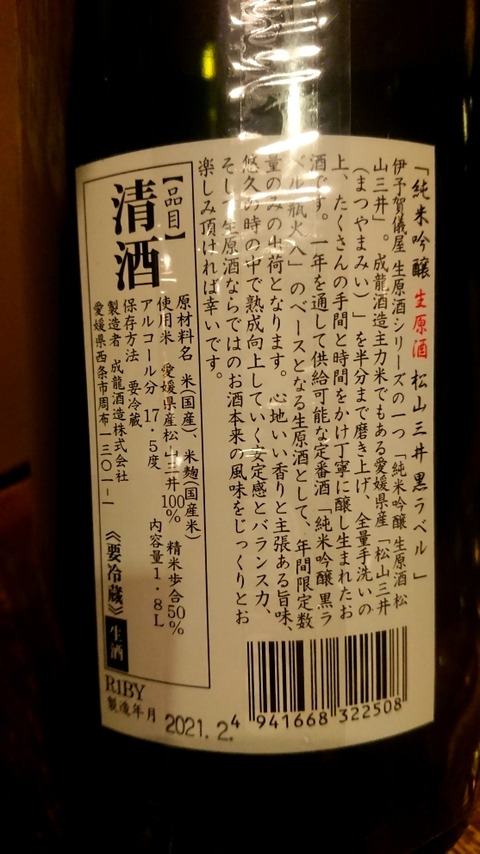 「純米吟醸 生原酒 松山三井 黒ラベル」
伊予賀儀屋 生原酒シリーズの一つ「純米吟醸 生原酒 松
山三井」。成龍酒造主力米でもある愛媛県産「松山三井
(まつやまみい)」を半分まで磨き上げ、全量手洗いの
上、たくさんの手間と時間をかけ丁寧に醸し生まれたお
酒です。一年を通して供給可能な定番酒「純米吟醸 黒ラ
ベル 瓶火入」のベースとなる生原酒として、年間限定数
量のみの出荷となります。心地いい香りと主張ある旨味、
悠久の時の中で熟成向上していく安定感とバランス力、
そして生原酒ならではのお酒本来の風味をじっくりとお
楽しみ頂ければ幸いです。
【品目】
清酒
原材料名 米(国産)、米麹(国産米)
使用米 愛媛県産松山三井100% 精米歩合50%
アルコール分 17・5度 内容量1・8L
保存方法 要冷蔵
製造者 成龍酒造株式会社
愛媛県西条市周布一三〇一ー一
《要冷蔵》 生酒
R1BY
製造年月 2021. 2.
4 941668 322508